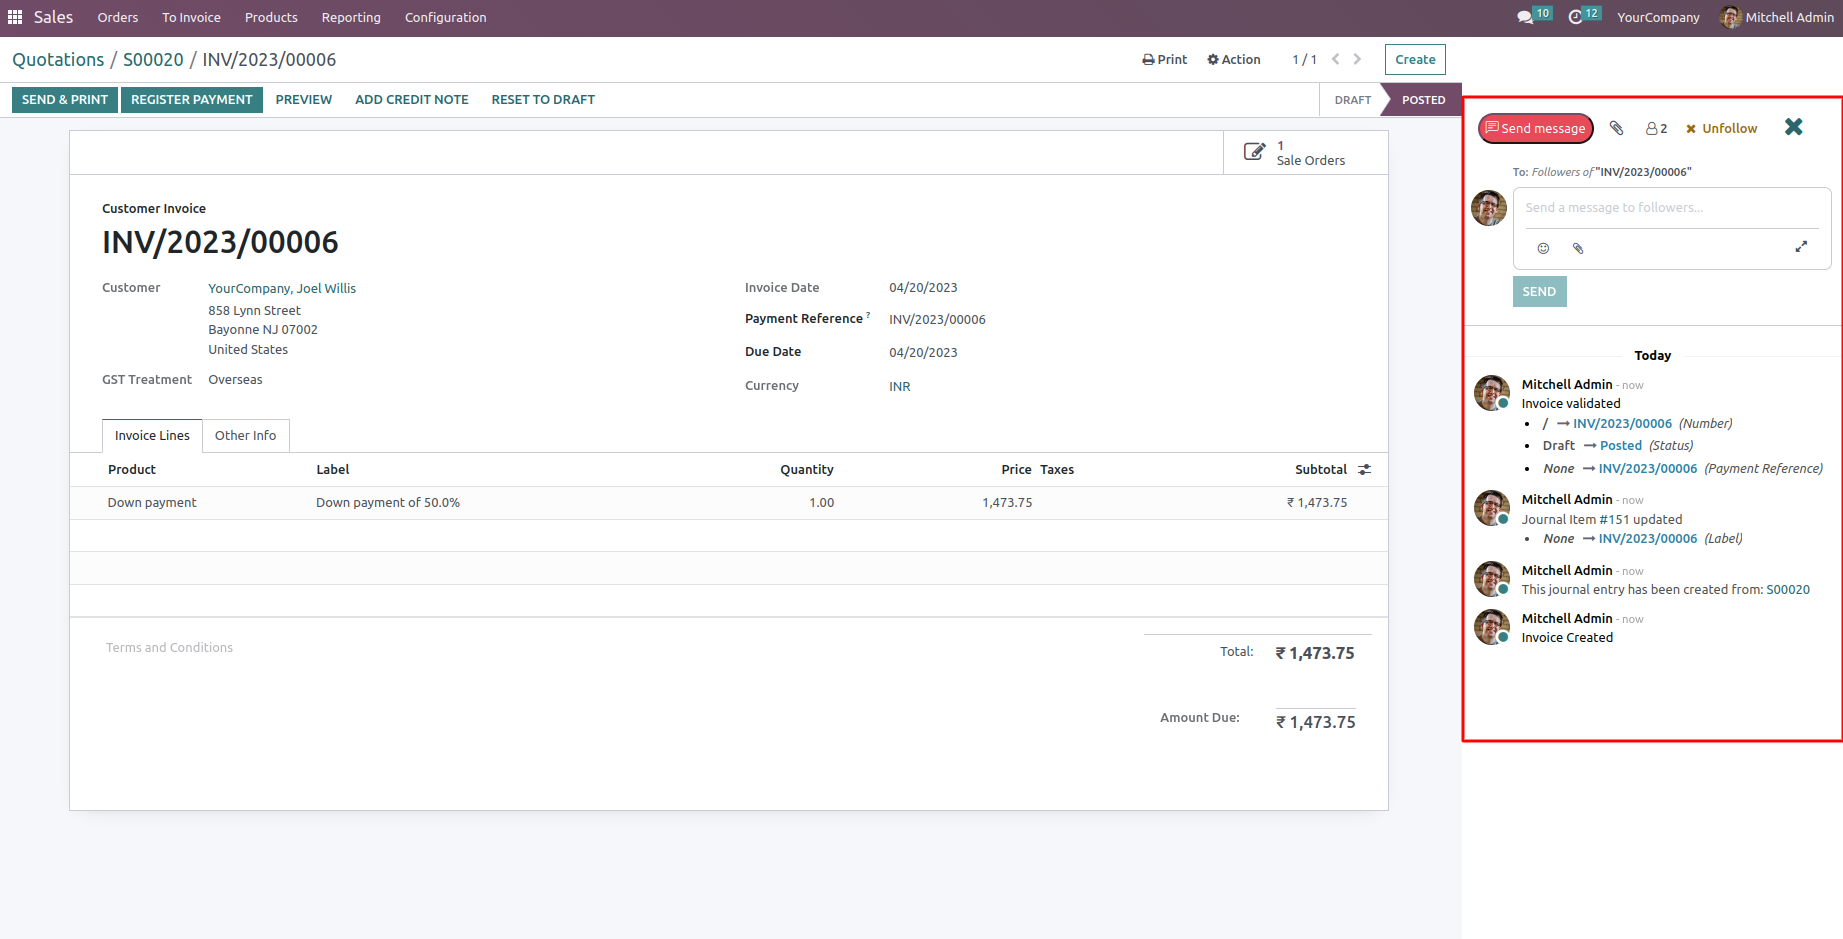 Sales Orders To Invoice Products Reporting Configuration 10 12 YourCompany Mitchell Admin
Quotations / S00020 / INV/2023/00006 Print Action 1 / 1 Create
SEND & PRINT REGISTER PAYMENT PREVIEW ADD CREDIT NOTE RESET TO DRAFT DRAFT POSTED
1
Sale Orders
Customer Invoice
INV/2023/00006
Customer YourCompany, Joel Willis
858 Lynn Street
Bayonne NJ 07002
United States
GST Treatment Overseas
Invoice Date 04/20/2023
Payment Reference ? INV/2023/00006
Due Date 04/20/2023
Currency INR
Invoice Lines Other Info
Product Label Quantity Price Taxes Subtotal
Down payment Down payment of 50.0% 1.00 1,473.75 ₹ 1,473.75
Terms and Conditions
Total: ₹ 1,473.75
Amount Due: ₹ 1,473.75
Send message 2 Unfollow
To: Followers of "INV/2023/00006"
Send a message to followers...
SEND
Today
Mitchell Admin - now
Invoice validated
• / → INV/2023/00006 (Number)
• Draft → Posted (Status)
• None → INV/2023/00006 (Payment Reference)
Mitchell Admin - now
Journal Item #151 updated
• None → INV/2023/00006 (Label)
Mitchell Admin - now
This journal entry has been created from: S00020
Mitchell Admin - now
Invoice Created